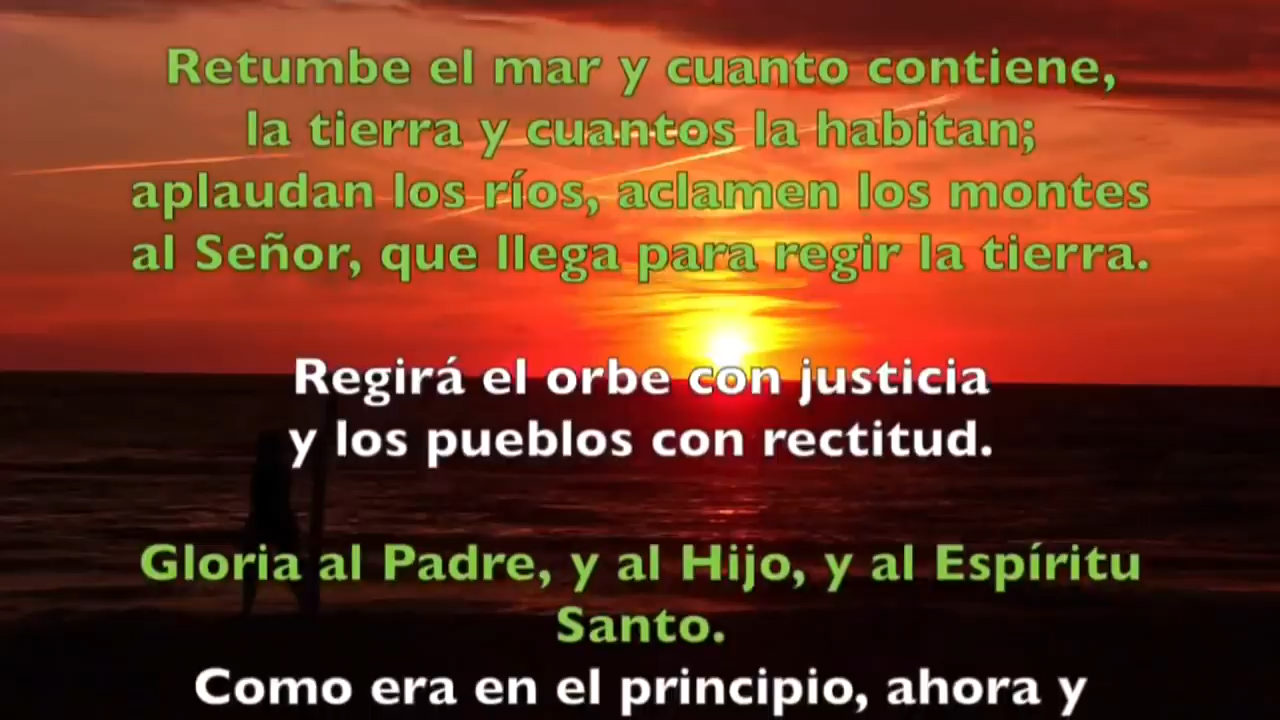 Retumbe el mar y cuanto contiene,
la tierra y cuantos la habitan;
aplaudan los ríos, aclamen los montes
al Señor, que llega para regir la tierra.
Regirá el orbe con justicia
y los pueblos con rectitud.
Gloria al Padre, y al Hijo, y al Espíritu
Santo.
Como era en el principio, ahora y